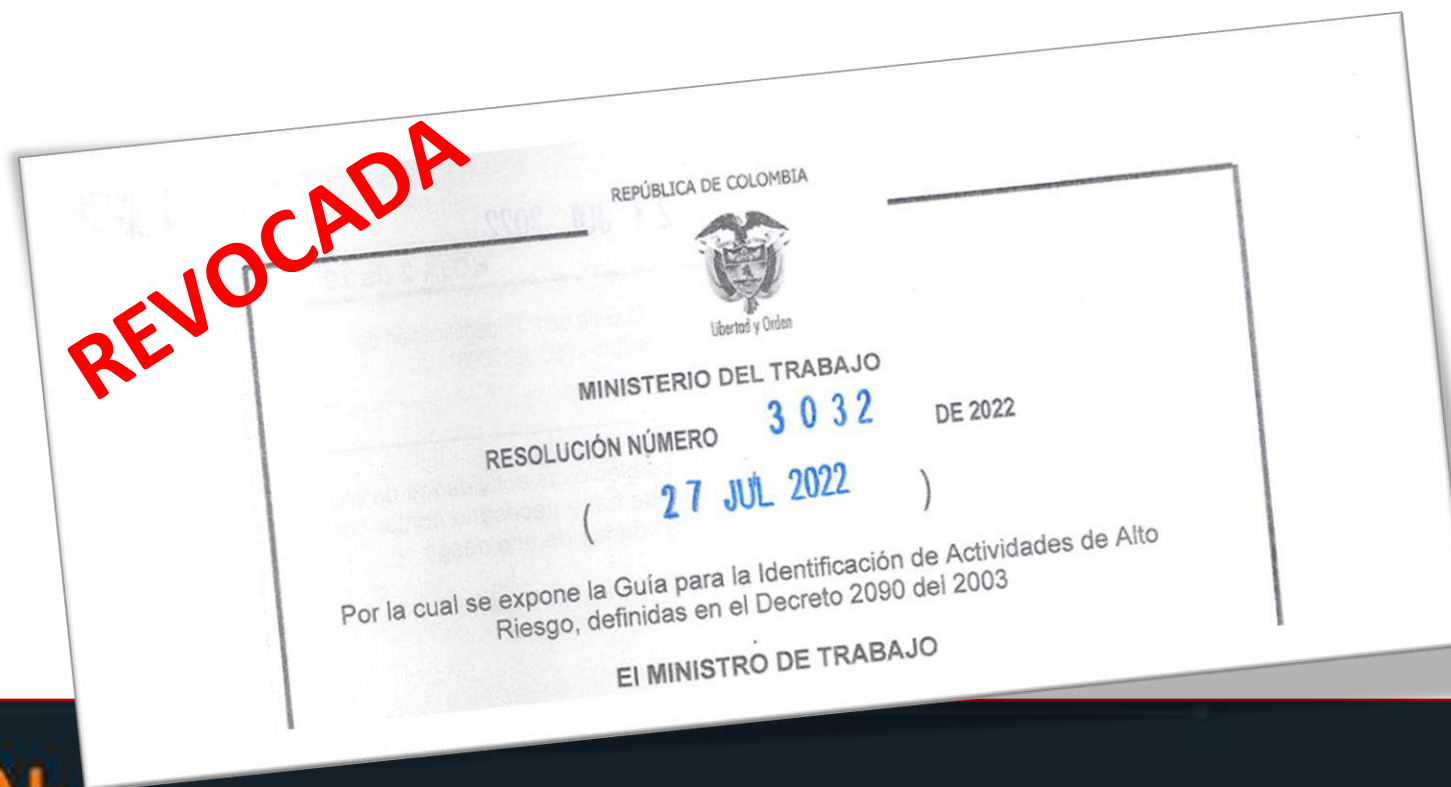 REVOCADA
REPÚBLICA DE COLOMBIA
Libertad y Orden
MINISTERIO DEL TRABAJO
RESOLUCIÓN NÚMERO 3032 DE 2022
( 27 JUL 2022 )
Por la cual se expone la Guía para la Identificación de Actividades de Alto
Riesgo, definidas en el Decreto 2090 del 2003
El MINISTRO DE TRABAJO